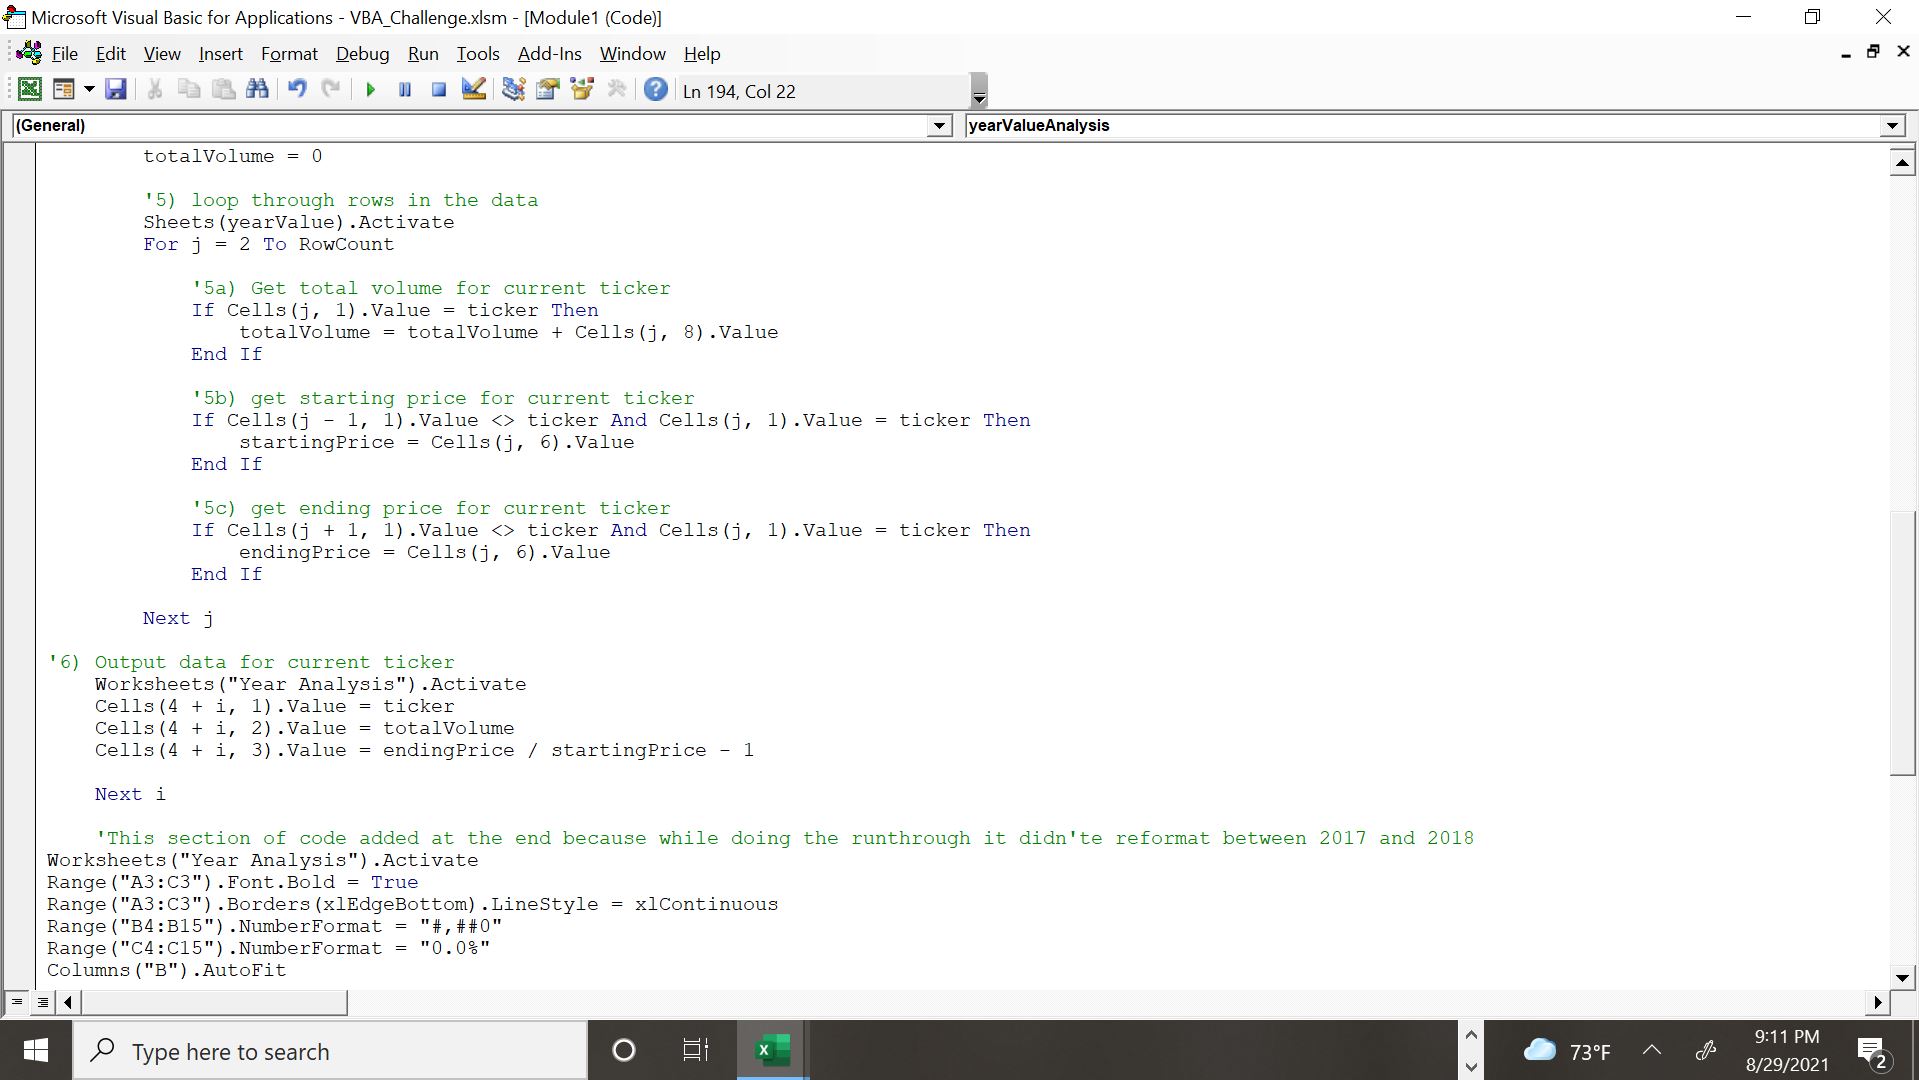 Microsoft Visual Basic for Applications - VBA_Challenge.xlsm - [Module1 (Code)]
File Edit View Insert Format Debug Run Tools Add-Ins Window Help
Ln 194, Col 22
(General) yearValueAnalysis
totalVolume = 0
'5) loop through rows in the data
Sheets(yearValue).Activate
For j = 2 To RowCount
'5a) Get total volume for current ticker
If Cells(j, 1).Value = ticker Then
totalVolume = totalVolume + Cells(j, 8).Value
End If
'5b) get starting price for current ticker
If Cells(j - 1, 1).Value <> ticker And Cells(j, 1).Value = ticker Then
startingPrice = Cells(j, 6).Value
End If
'5c) get ending price for current ticker
If Cells(j + 1, 1).Value <> ticker And Cells(j, 1).Value = ticker Then
endingPrice = Cells(j, 6).Value
End If
Next j
'6) Output data for current ticker
Worksheets("Year Analysis").Activate
Cells(4 + i, 1).Value = ticker
Cells(4 + i, 2).Value = totalVolume
Cells(4 + i, 3).Value = endingPrice / startingPrice - 1
Next i
'This section of code added at the end because while doing the runthrough it didn'te reformat between 2017 and 2018
Worksheets("Year Analysis").Activate
Range("A3:C3").Font.Bold = True
Range("A3:C3").Borders(xlEdgeBottom).LineStyle = xlContinuous
Range("B4:B15").NumberFormat = "#,##0"
Range("C4:C15").NumberFormat = "0.0%"
Columns("B").AutoFit
Type here to search
73°F
9:11 PM
8/29/2021
2